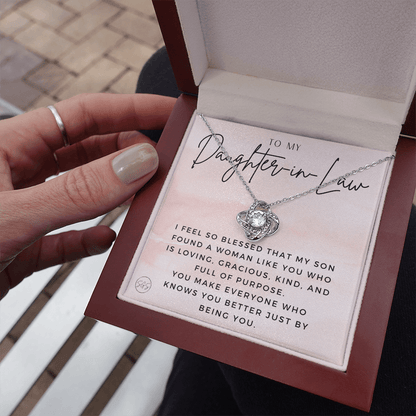 TO MY
Daughter-in-Law
I FEEL SO BLESSED THAT MY SON
FOUND A WOMAN LIKE YOU WHO
IS LOVING, GRACIOUS, KIND, AND
FULL OF PURPOSE.
YOU MAKE EVERYONE WHO
KNOWS YOU BETTER JUST BY
BEING YOU.